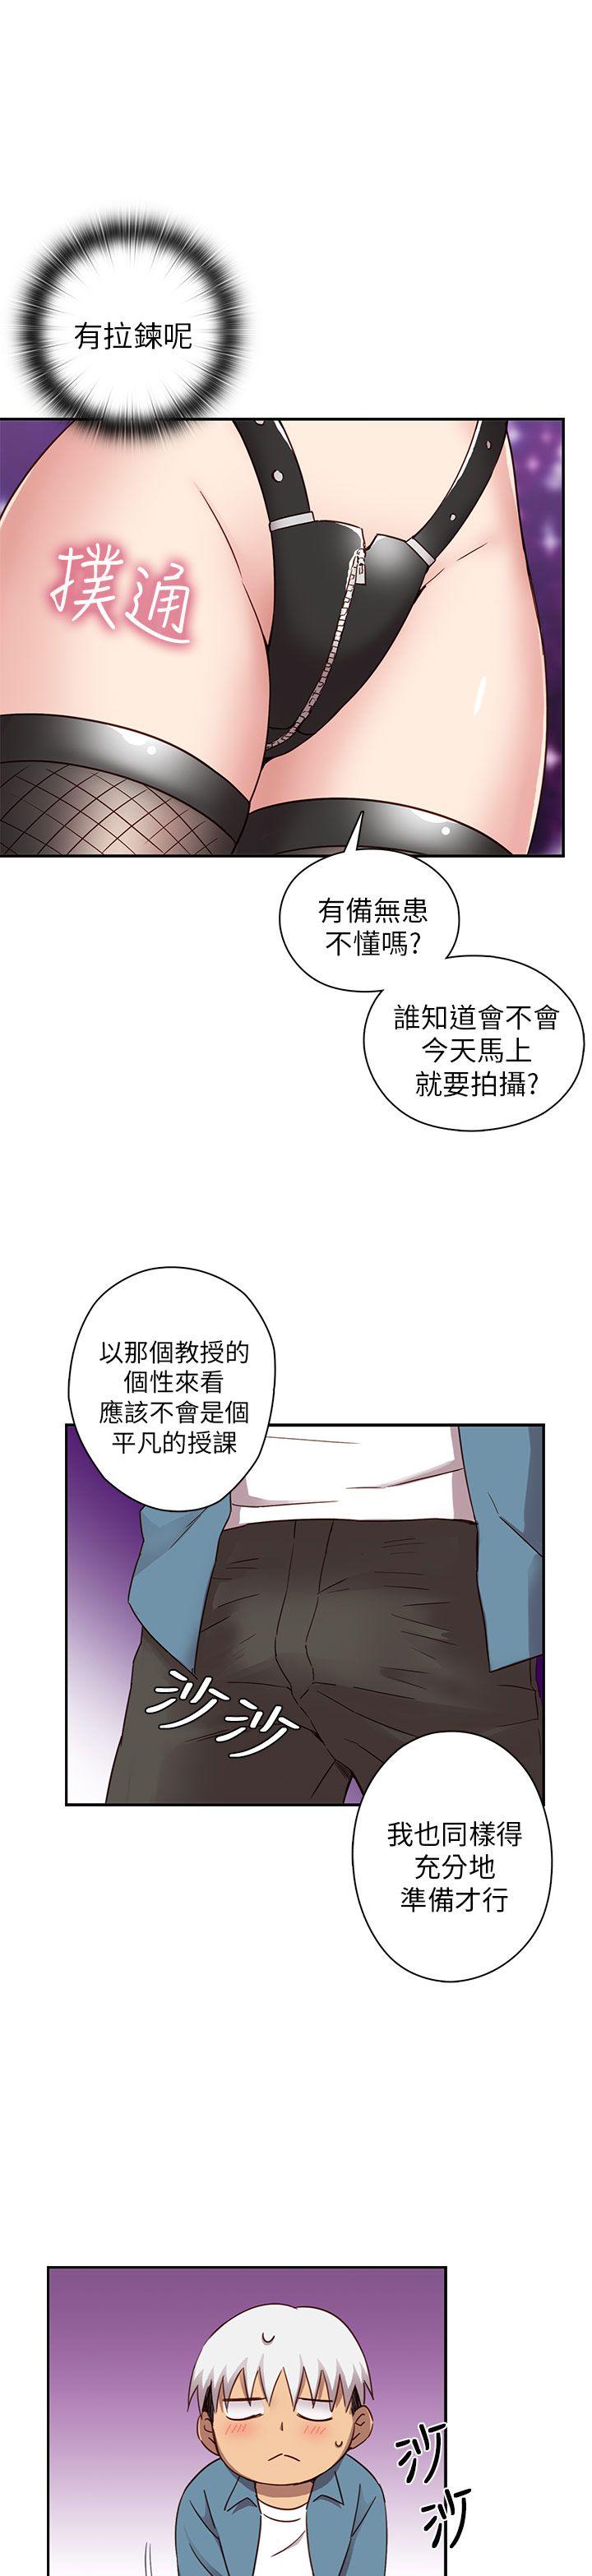 有拉鍊呢
撲通
有備無患
不懂嗎?
誰知道會不會
今天馬上
就要拍攝?
以那個教授的
個性來看
應該不會是個
平凡的授課
沙沙
我也同樣得
充分地
準備才行
沙
沙